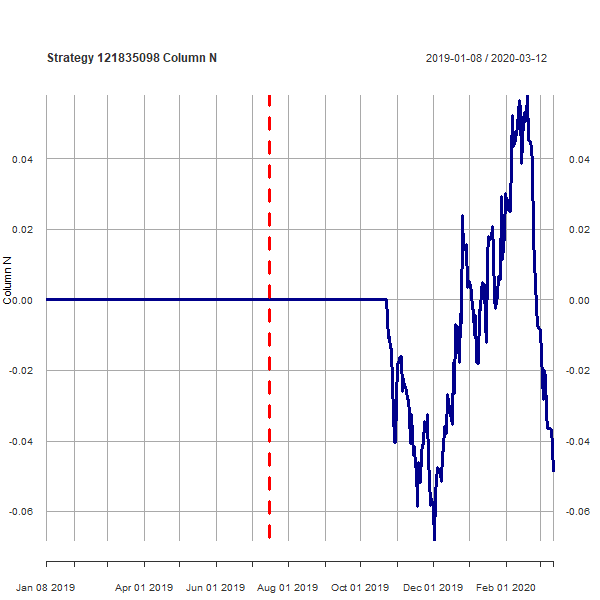 Strategy 121835098 Column N
2019-01-08 / 2020-03-12
Column N
0.04
0.02
0.00
-0.02
-0.04
-0.06
0.04
0.02
0.00
-0.02
-0.04
-0.06
Jan 08 2019
Apr 01 2019
Jun 01 2019
Aug 01 2019
Oct 01 2019
Dec 01 2019
Feb 01 2020